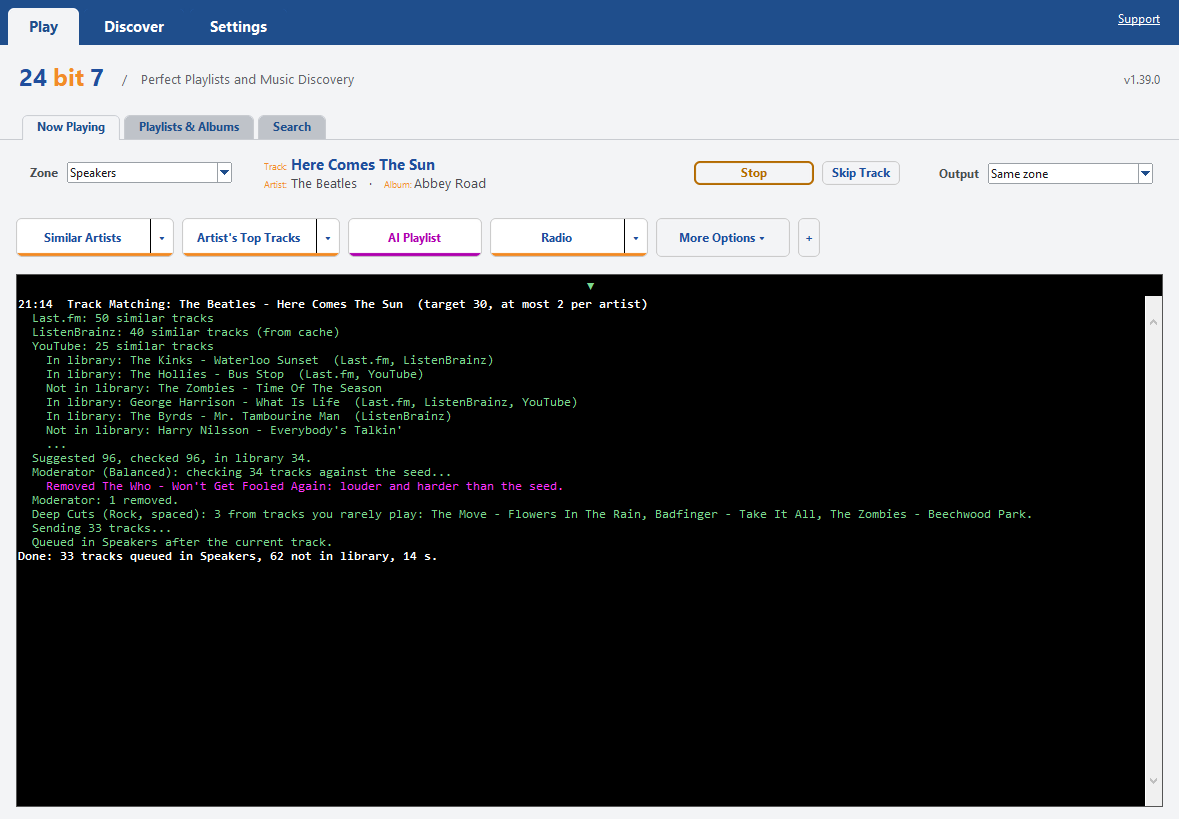 Play Discover Settings Support
24 bit 7 / Perfect Playlists and Music Discovery v1.39.0
Now Playing Playlists & Albums Search
Zone Speakers Track: Here Comes The Sun Stop Skip Track Output Same zone
Artist: The Beatles · Album: Abbey Road
Similar Artists Artist's Top Tracks AI Playlist Radio More Options +
21:14 Track Matching: The Beatles - Here Comes The Sun (target 30, at most 2 per artist)
Last.fm: 50 similar tracks
ListenBrainz: 40 similar tracks (from cache)
YouTube: 25 similar tracks
In library: The Kinks - Waterloo Sunset (Last.fm, ListenBrainz)
In library: The Hollies - Bus Stop (Last.fm, YouTube)
Not in library: The Zombies - Time Of The Season
In library: George Harrison - What Is Life (Last.fm, ListenBrainz, YouTube)
In library: The Byrds - Mr. Tambourine Man (ListenBrainz)
Not in library: Harry Nilsson - Everybody's Talkin'
...
Suggested 96, checked 96, in library 34.
Moderator (Balanced): checking 34 tracks against the seed...
Removed The Who - Won't Get Fooled Again: louder and harder than the seed.
Moderator: 1 removed.
Deep Cuts (Rock, spaced): 3 from tracks you rarely play: The Move - Flowers In The Rain, Badfinger - Take It All, The Zombies - Beechwood Park.
Sending 33 tracks...
Queued in Speakers after the current track.
Done: 33 tracks queued in Speakers, 62 not in library, 14 s.